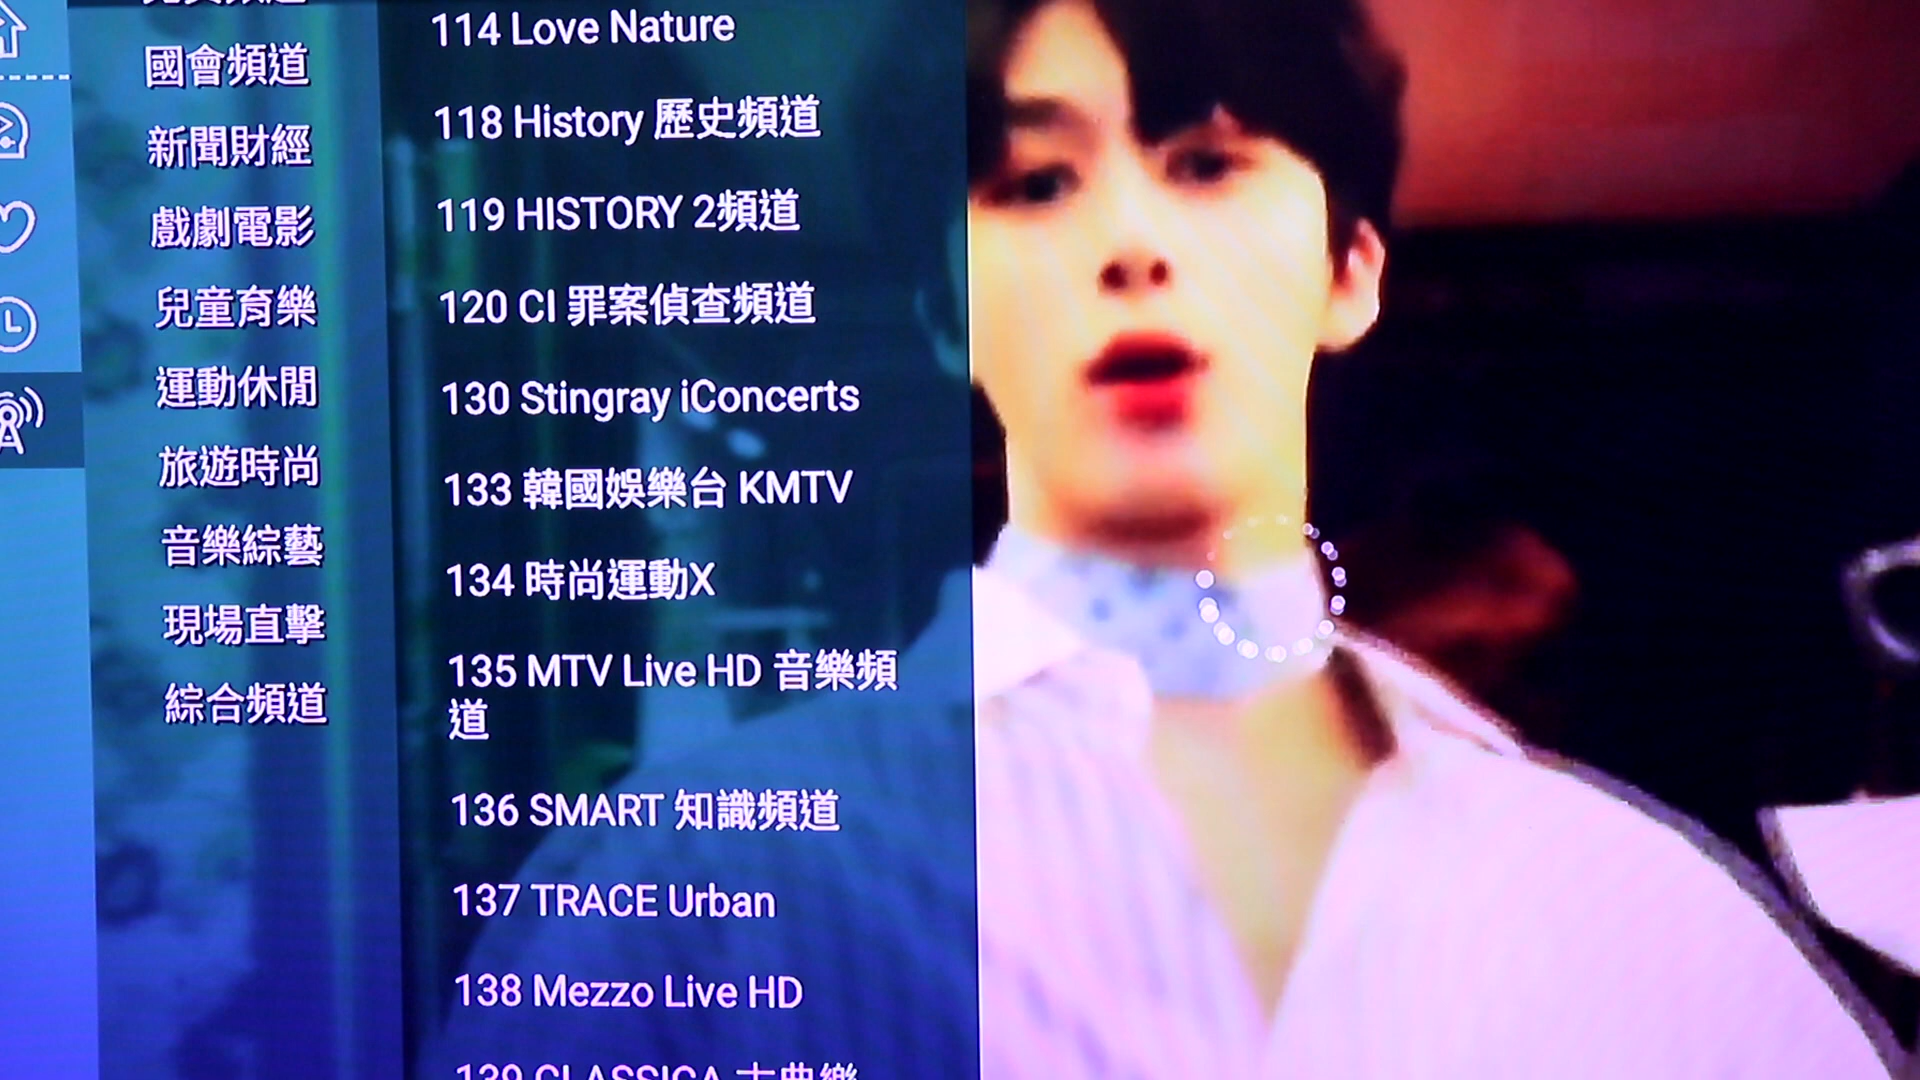 國會頻道
新聞財經
戲劇電影
兒童育樂
運動休閒
旅遊時尚
音樂綜藝
現場直擊
綜合頻道
114 Love Nature
118 History 歷史頻道
119 HISTORY 2頻道
120 CI 罪案偵查頻道
130 Stingray iConcerts
133 韓國娛樂台 KMTV
134 時尚運動X
135 MTV Live HD 音樂頻
道
136 SMART 知識頻道
137 TRACE Urban
138 Mezzo Live HD
139 CLASSICA 古典樂